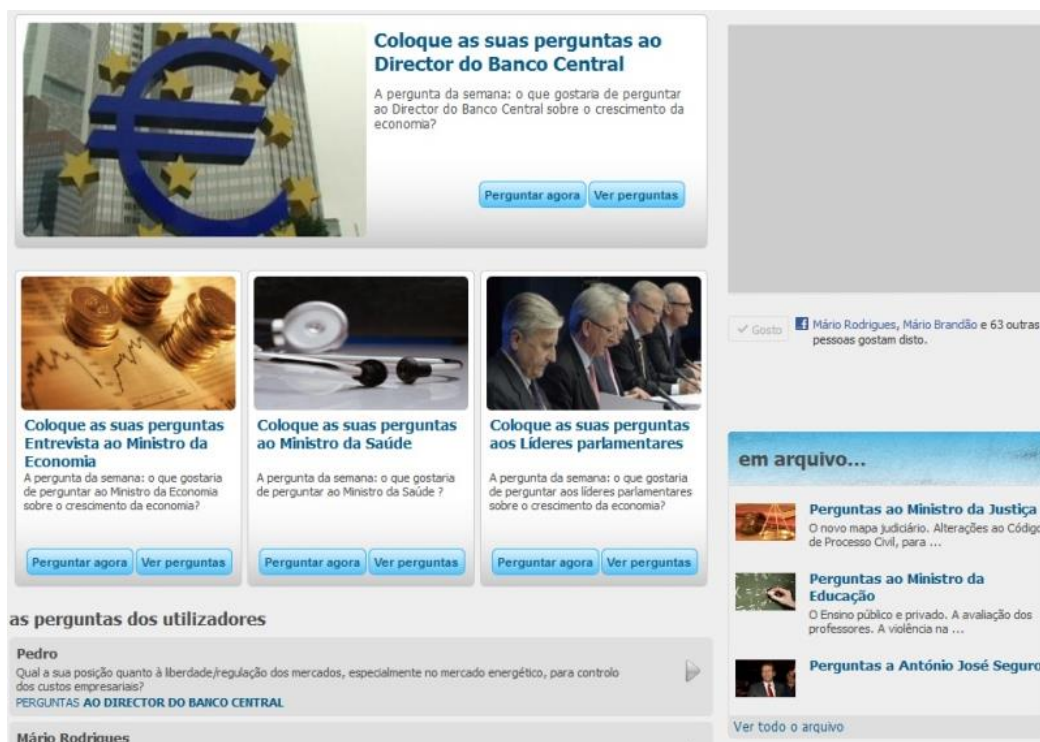 Coloque as suas perguntas ao
Director do Banco Central
A pergunta da semana: o que gostaria de perguntar
ao Director do Banco Central sobre o crescimento da
economia?
Perguntar agora
Ver perguntas
Coloque as suas perguntas
Entrevista ao Ministro da
Economia
A pergunta da semana: o que gostaria
de perguntar ao Ministro da Economia
sobre o crescimento da economia?
Perguntar agora
Ver perguntas
Coloque as suas perguntas
ao Ministro da Saúde
A pergunta da semana: o que gostaria
de perguntar ao Ministro da Saúde ?
Perguntar agora
Ver perguntas
Coloque as suas perguntas
aos Líderes parlamentares
A pergunta da semana: o que gostaria
de perguntar aos líderes parlamentares
sobre o crescimento da economia?
Perguntar agora
Ver perguntas
as perguntas dos utilizadores
Pedro
Qual a sua posição quanto à liberdade/regulação dos mercados, especialmente no mercado energético, para controlo
dos custos empresariais?
PERGUNTAS AO DIRECTOR DO BANCO CENTRAL
Mário Rodrigues
Gosto
Mário Rodrigues, Mário Brandão e 63 outras
pessoas gostam disto.
em arquivo...
Perguntas ao Ministro da Justiça
O novo mapa judiciário. Alterações ao Código
de Processo Civil, para ...
Perguntas ao Ministro da
Educação
O Ensino público e privado. A avaliação dos
professores. A violência na ...
Perguntas a António José Seguro
Ver todo o arquivo